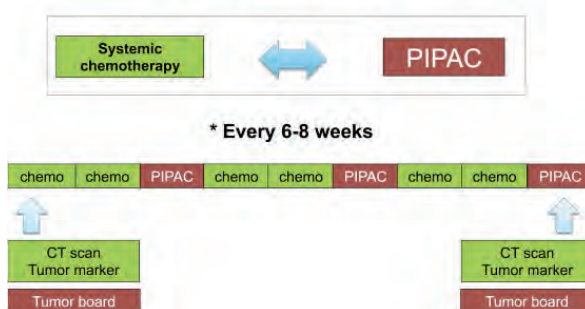 Systemic
chemotherapy
PIPAC
* Every 6-8 weeks
chemo chemo PIPAC chemo chemo PIPAC chemo chemo PIPAC
CT scan
Tumor marker
CT scan
Tumor marker
Tumor board
Tumor board